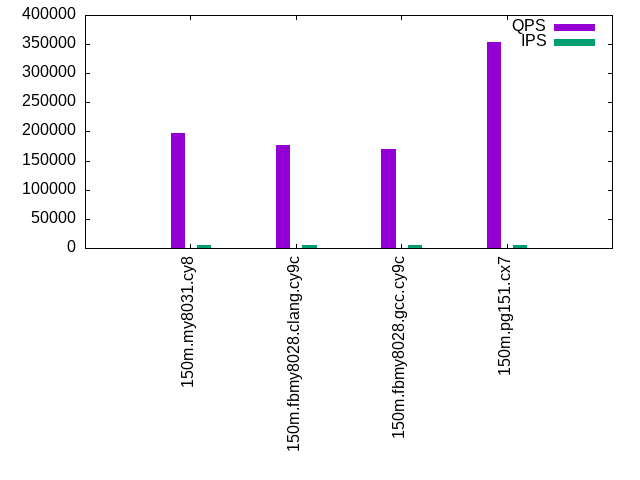 400000
350000
300000
250000
200000
150000
100000
50000
0
QPS
IPS
150m.my8031.cy8
150m.fbmy8028.clang.cy9c
150m.fbmy8028.gcc.cy9c
150m.pg151.cx7